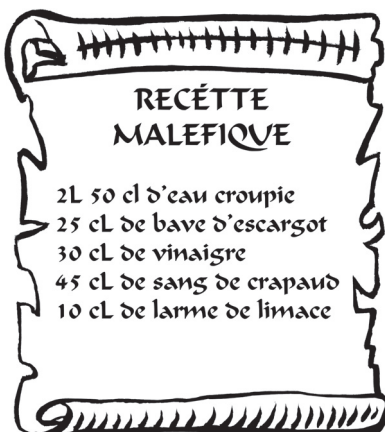 RECÉTTE
MALEFIQUE
2L 50 cl d'eau croupie
25 cL de bave d'escargot
30 cL de vinaigre
45 cL de sang de crapaud
10 cL de larme de limace